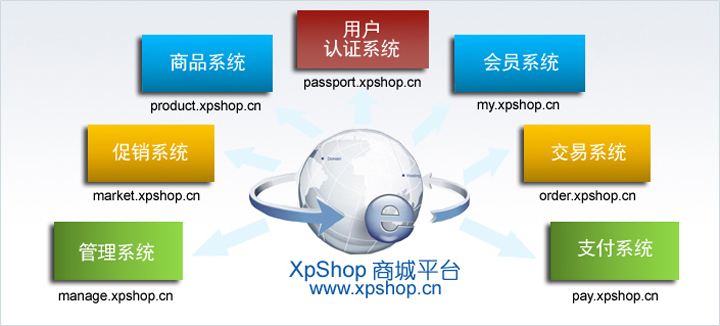 用户
认证系统
passport.xpshop.cn
商品系统
product.xpshop.cn
会员系统
my.xpshop.cn
促销系统
market.xpshop.cn
交易系统
order.xpshop.cn
管理系统
manage.xpshop.cn
支付系统
pay.xpshop.cn
Domain
e
XpShop 商城平台
www.xpshop.cn